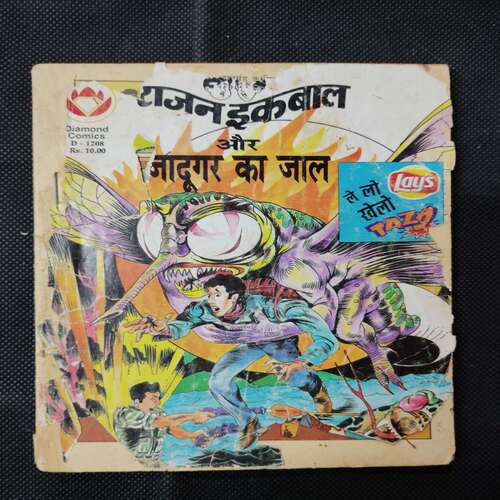 Diamond
Comics
D - 1208
Rs. 10.00
राजन इकबाल
और
जादूगर का जाल
ले लो
खेलो
Lay's
TAZO